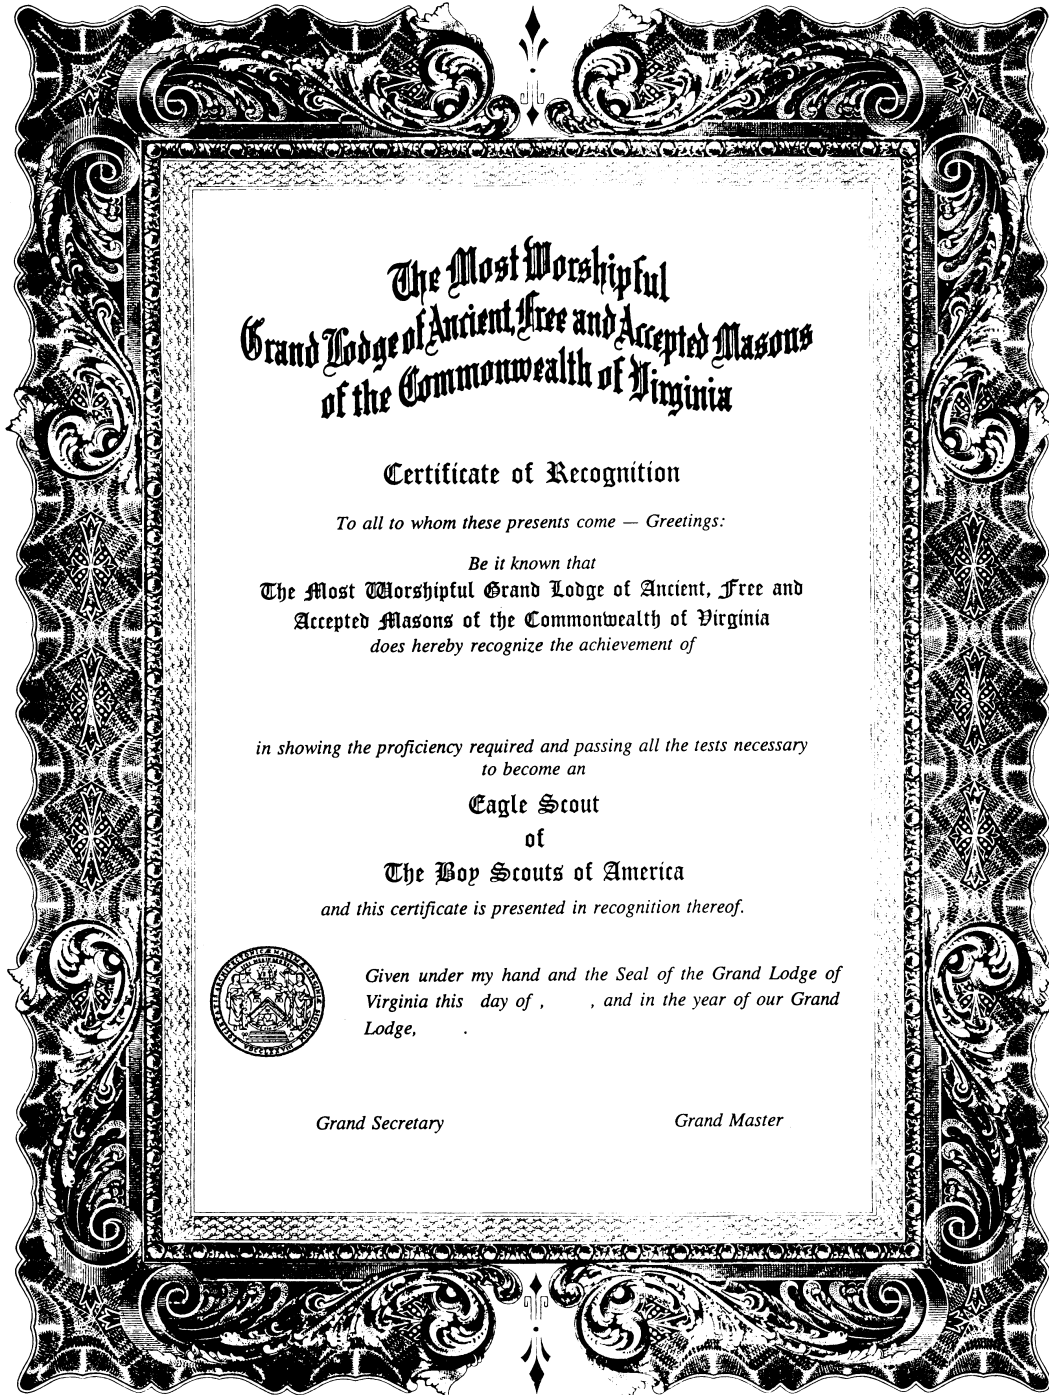 The Most Worshipful
Grand Lodge of Ancient, Free and Accepted Masons
of the Commonwealth of Virginia
Certificate of Recognition
To all to whom these presents come — Greetings:
Be it known that
The Most Worshipful Grand Lodge of Ancient, Free and
Accepted Masons of the Commonwealth of Virginia
does hereby recognize the achievement of
in showing the proficiency required and passing all the tests necessary
to become an
Eagle Scout
of
The Boy Scouts of America
and this certificate is presented in recognition thereof.
Given under my hand and the Seal of the Grand Lodge of
Virginia this day of , , and in the year of our Grand
Lodge, .
Grand Secretary
Grand Master